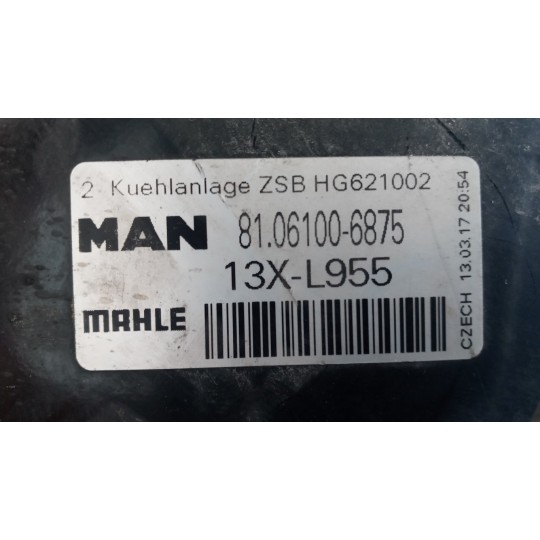 2 Kuehlanlage ZSB HG621002
MAN 81.06100-6875
13X-L955
MAHLE
CZECH 13.03.17 20:54